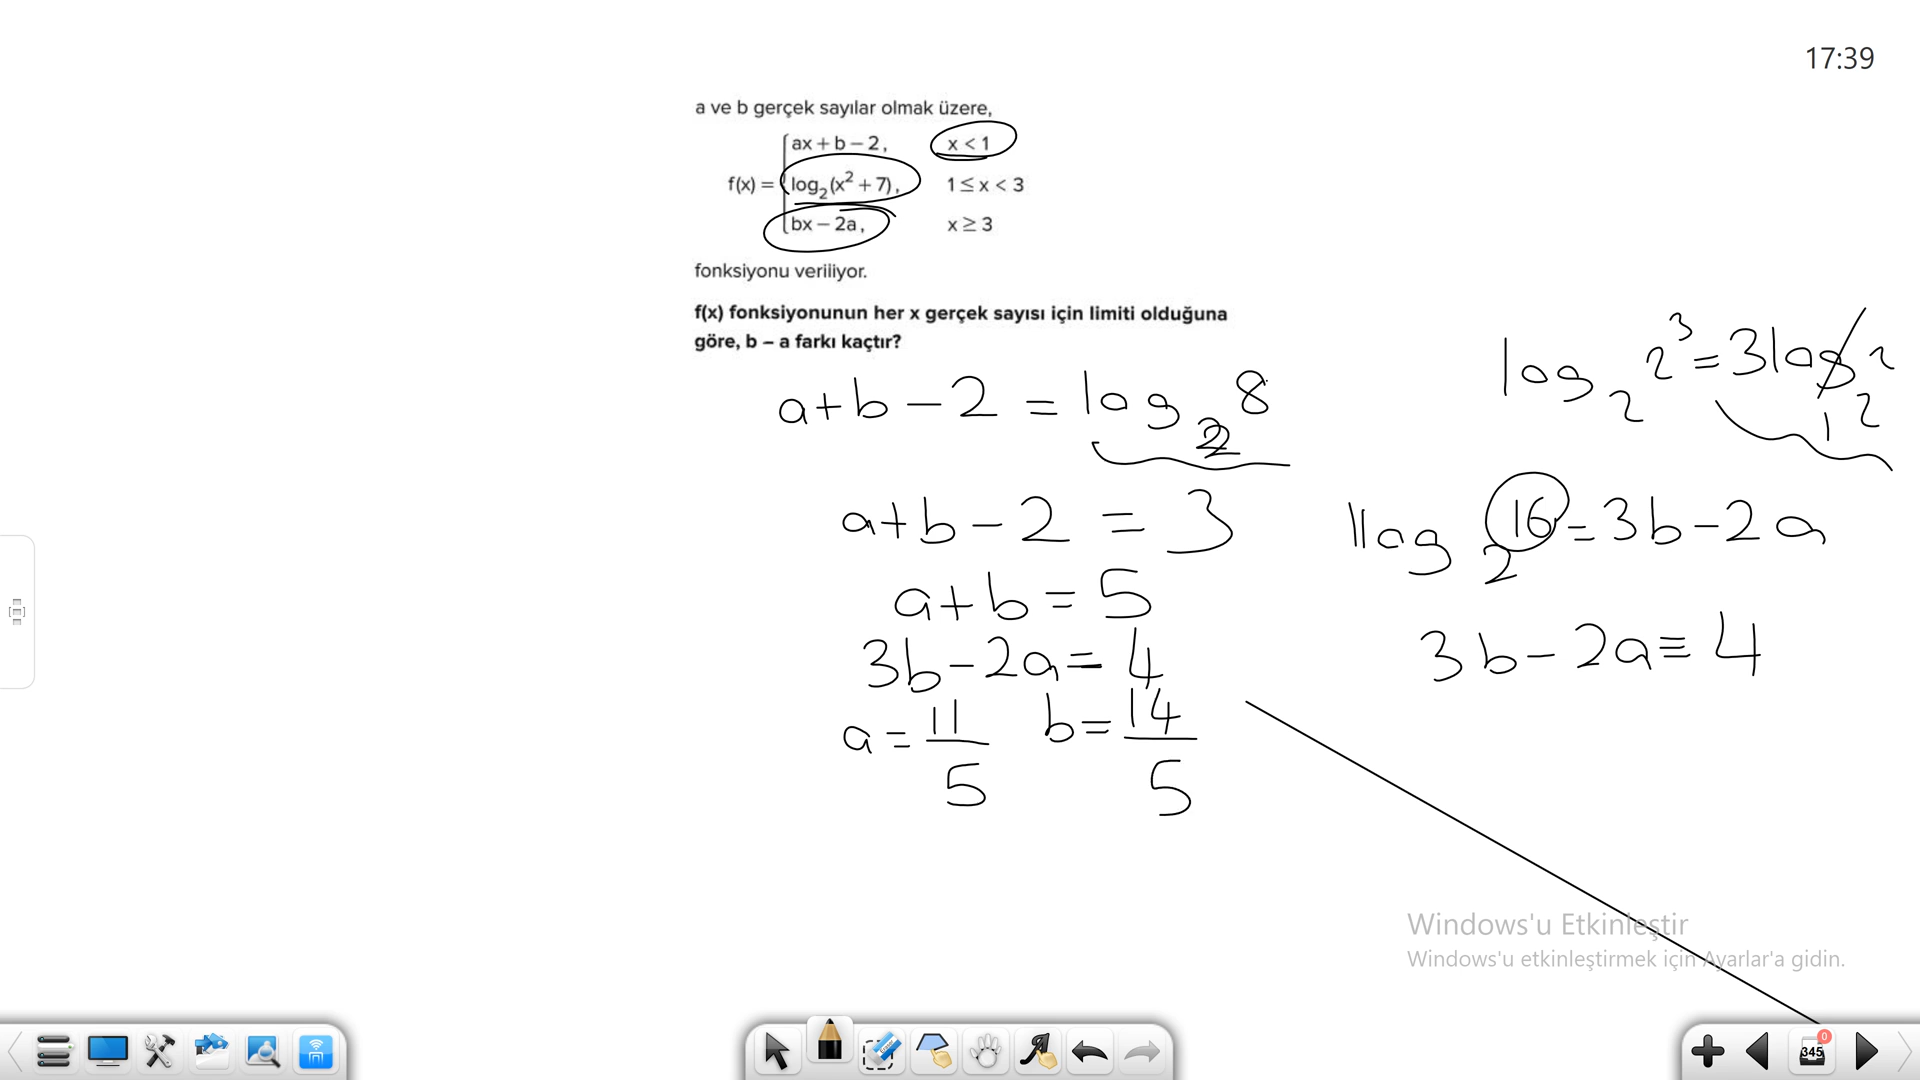 17:39
a ve b gerçek sayılar olmak üzere,
ax + b − 2, x < 1
f(x) = log₂(x² + 7), 1 ≤ x < 3
bx − 2a, x ≥ 3
fonksiyonu veriliyor.
f(x) fonksiyonunun her x gerçek sayısı için limiti olduğuna
göre, b − a farkı kaçtır?
a+b−2 = log₂ 8
a+b−2 = 3
a+b = 5
3b−2a = 4
a = 11/5 b = 14/5
log₂ 2³ = 3log₂ 2
1
log₂ 16 = 3b−2a
3b−2a = 4
Windows'u Etkinleştir
Windows'u etkinleştirmek için Ayarlar'a gidin.
0
345